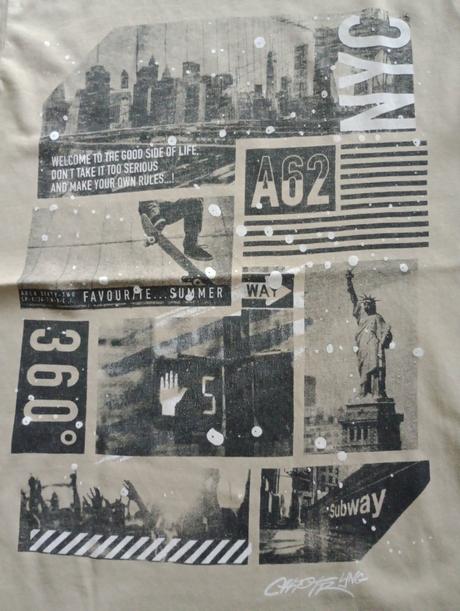 NYC
WELCOME TO THE GOOD SIDE OF LIFE.
DON'T TAKE IT TOO SERIOUS
AND MAKE YOUR OWN RULES...!
A62
FAVOURITE... SUMMER
WAY
360°
5
Subway